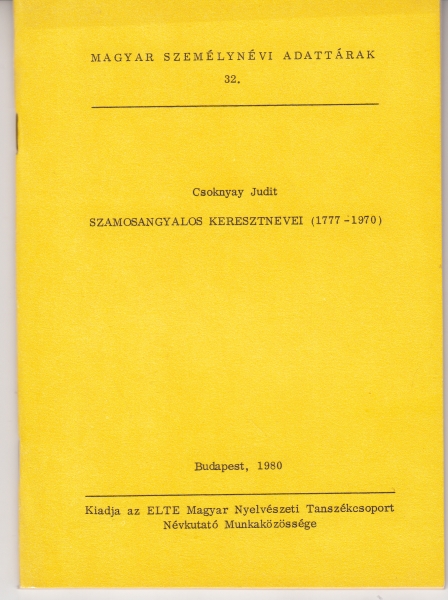 MAGYAR SZEMÉLYNÉVI ADATTÁRAK
32.
Csoknyay Judit
SZAMOSANGYALOS KERESZTNEVEI (1777-1970)
Budapest, 1980
Kiadja az ELTE Magyar Nyelvészeti Tanszékcsoport
Névkutató Munkaközössége